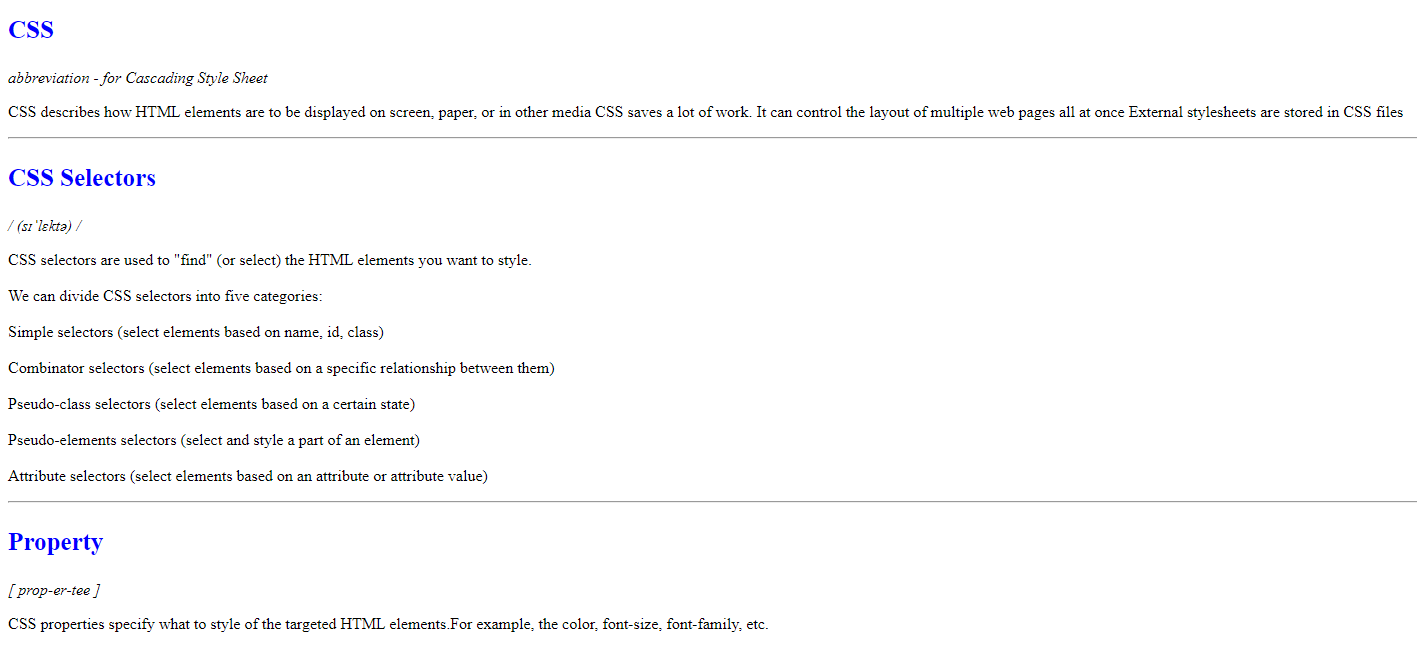 CSS
abbreviation - for Cascading Style Sheet
CSS describes how HTML elements are to be displayed on screen, paper, or in other media CSS saves a lot of work. It can control the layout of multiple web pages all at once External stylesheets are stored in CSS files
CSS Selectors
/ (sɪˈlɛktə) /
CSS selectors are used to "find" (or select) the HTML elements you want to style.
We can divide CSS selectors into five categories:
Simple selectors (select elements based on name, id, class)
Combinator selectors (select elements based on a specific relationship between them)
Pseudo-class selectors (select elements based on a certain state)
Pseudo-elements selectors (select and style a part of an element)
Attribute selectors (select elements based on an attribute or attribute value)
Property
[ prop-er-tee ]
CSS properties specify what to style of the targeted HTML elements.For example, the color, font-size, font-family, etc.